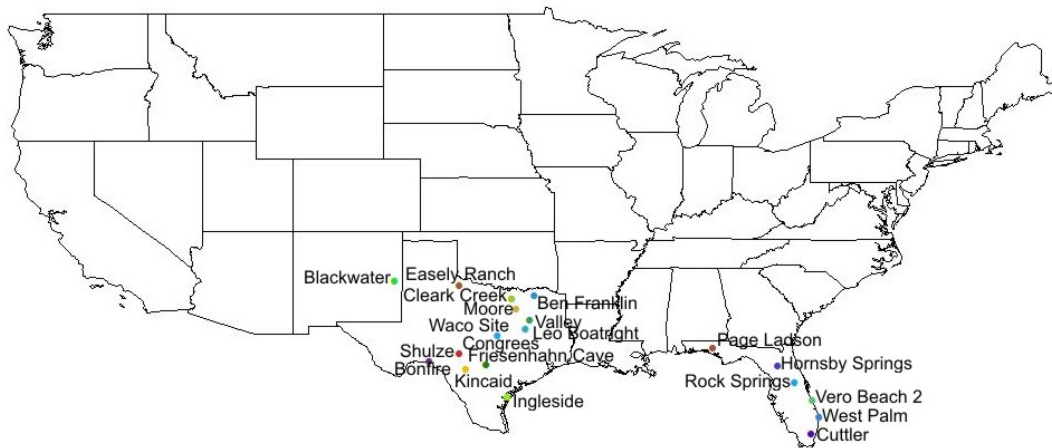 Easely Ranch
Blackwater
Cleark Creek
Ben Franklin
Moore
Valley
Waco Site
Leo Boatright
Congrees
Page Ladson
Shulze
Friesenhahn Cave
Hornsby Springs
Bonfire
Kincaid
Rock Springs
Ingleside
Vero Beach 2
West Palm
Cuttler